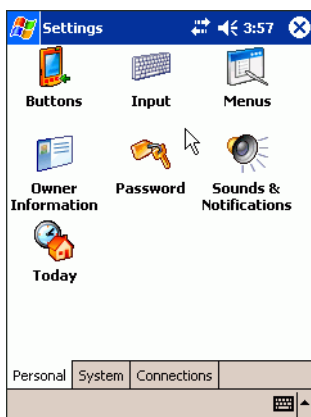 Settings 3:57
Buttons Input Menus
Owner Information Password Sounds & Notifications
Today
Personal System Connections